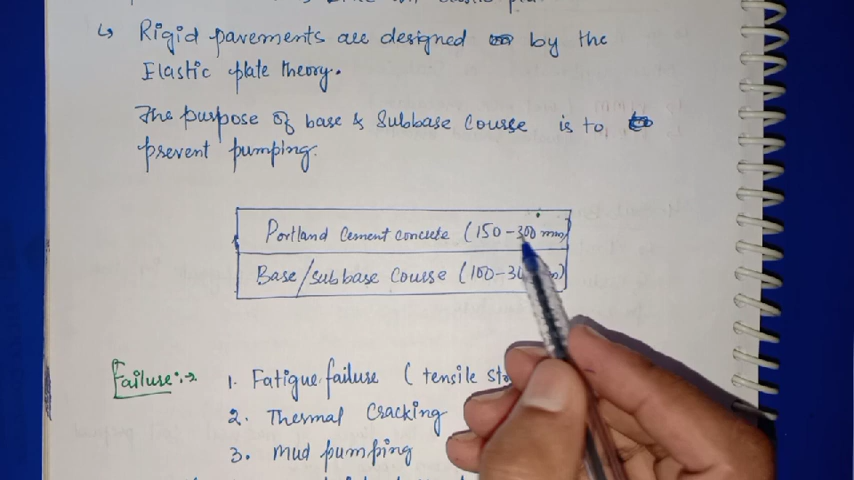 ↳ Rigid pavements are designed by the
Elastic plate theory.
The purpose of base & Subbase Course is to
prevent pumping.
Portland Cement concrete (150-300 mm)
Base/subbase Course (100-30
Failure:→ 1. Fatigue failure (tensile
2. Thermal Cracking
3. Mud pumping